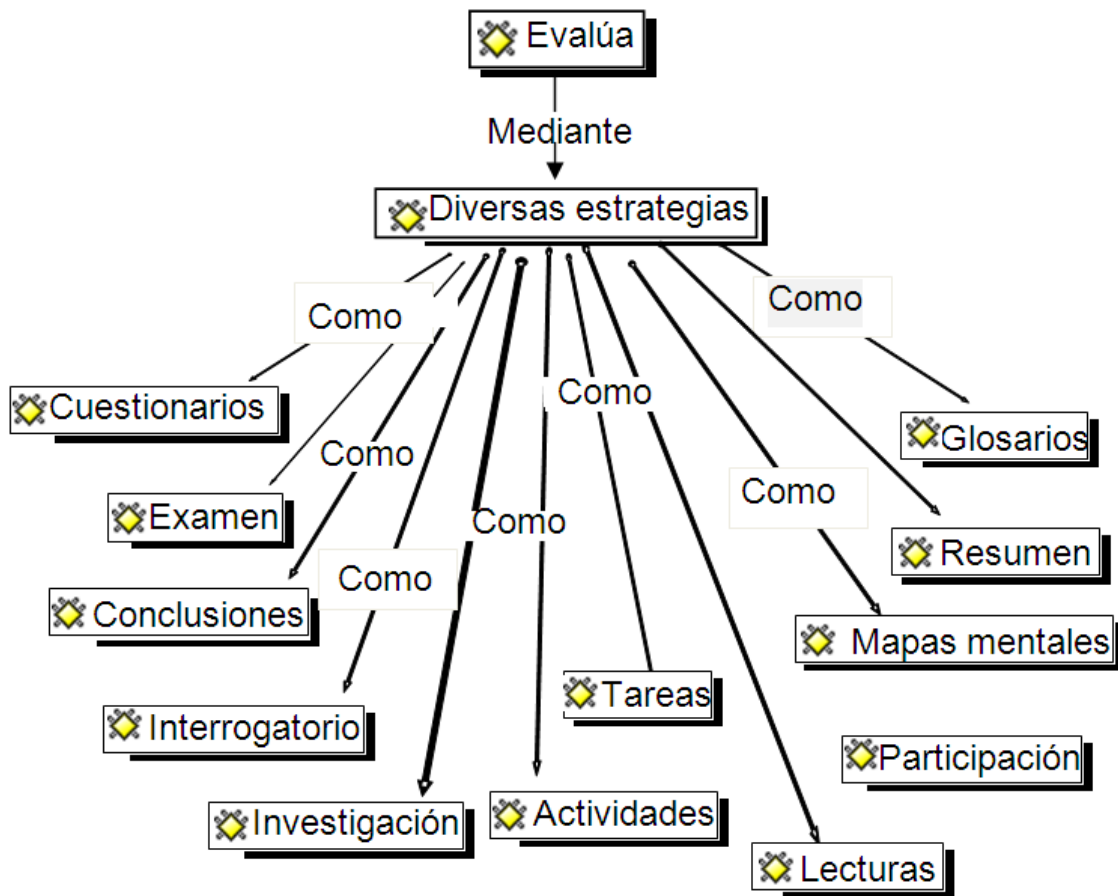 Evalúa
Mediante
Diversas estrategias
Como
Como
Cuestionarios
Como
Glosarios
Como
Como
Examen
Como
Resumen
Como
Conclusiones
Mapas mentales
Tareas
Interrogatorio
Participación
Investigación
Actividades
Lecturas